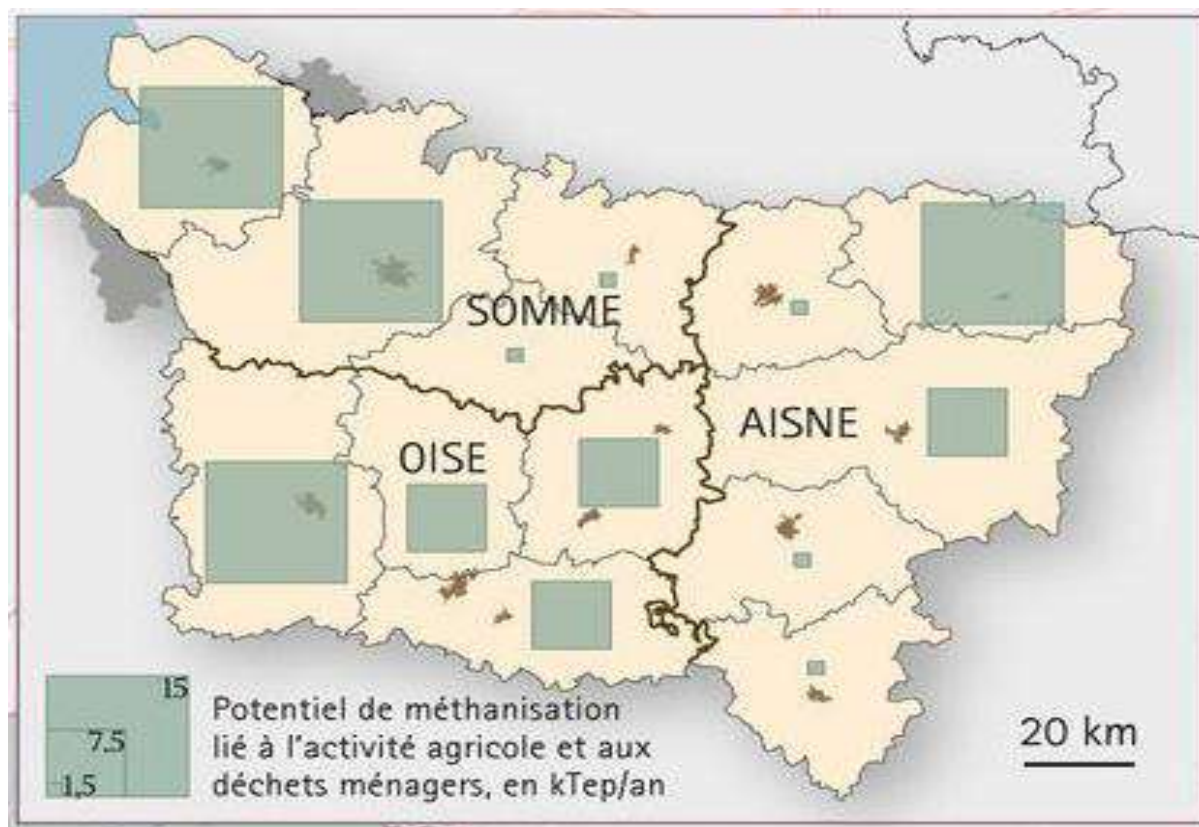 SOMME
AISNE
OISE
15
7.5
1,5
Potentiel de méthanisation
lié à l'activité agricole et aux
déchets ménagers, en kTep/an
20 km